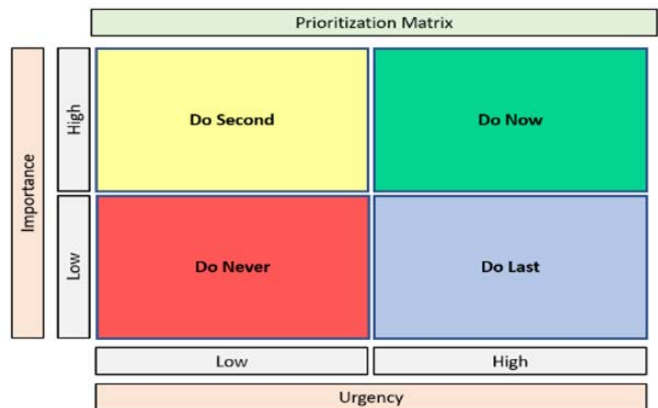 Prioritization Matrix
Importance
High
Do Second
Do Now
Low
Do Never
Do Last
Low
High
Urgency